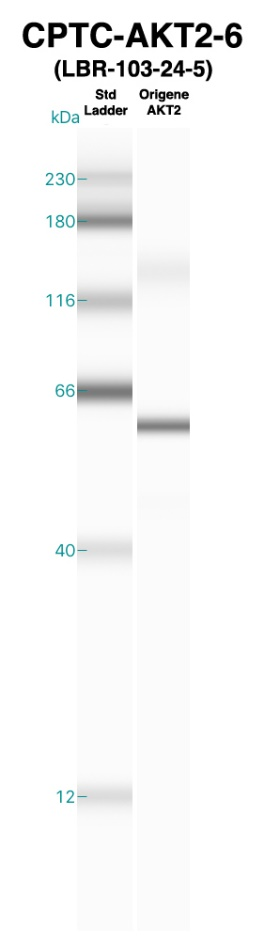 CPTC-AKT2-6
(LBR-103-24-5)
Std Ladder
Origene AKT2
kDa
230
180
116
66
40
12